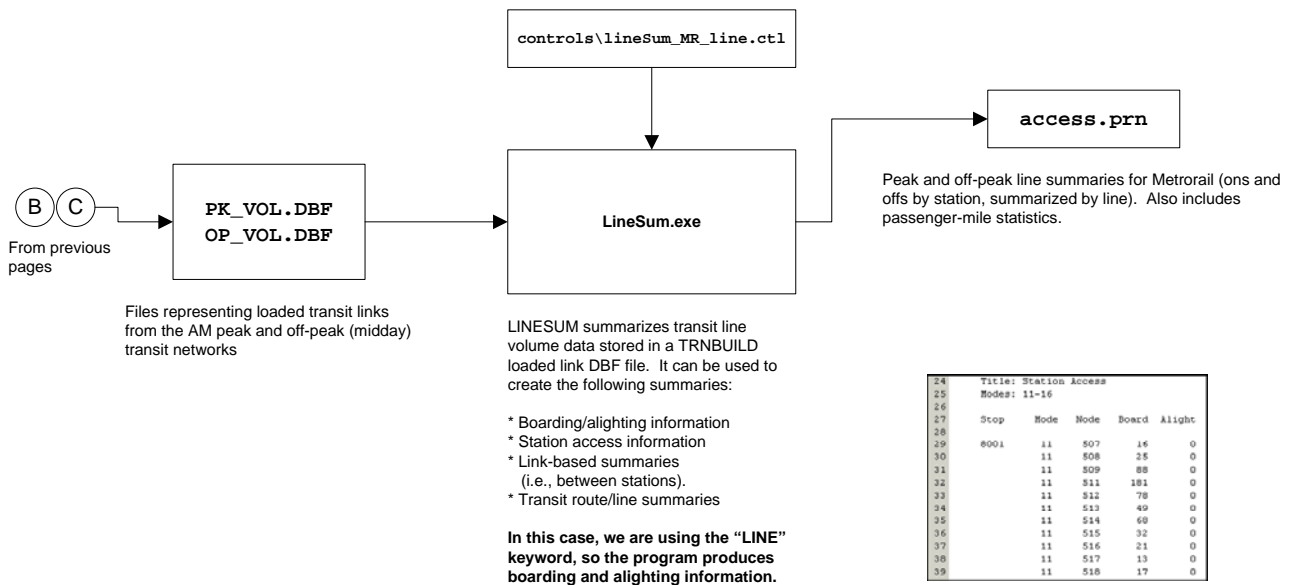 controls\lineSum_MR_line.ctl
access.prn
Peak and off-peak line summaries for Metrorail (ons and
offs by station, summarized by line). Also includes
passenger-mile statistics.
B C
From previous
pages
PK_VOL.DBF
OP_VOL.DBF
Files representing loaded transit links
from the AM peak and off-peak (midday)
transit networks
LineSum.exe
LINESUM summarizes transit line
volume data stored in a TRNBUILD
loaded link DBF file. It can be used to
create the following summaries:
* Boarding/alighting information
* Station access information
* Link-based summaries
(i.e., between stations).
* Transit route/line summaries
In this case, we are using the “LINE”
keyword, so the program produces
boarding and alighting information.
24 Title: Station Access
25 Modes: 11-16
26
27 Stop Mode Node Board Alight
28
29 8001 11 507 16 0
30 11 508 25 0
31 11 509 88 0
32 11 511 181 0
33 11 512 78 0
34 11 513 49 0
35 11 514 68 0
36 11 515 32 0
37 11 516 21 0
38 11 517 13 0
39 11 518 17 0